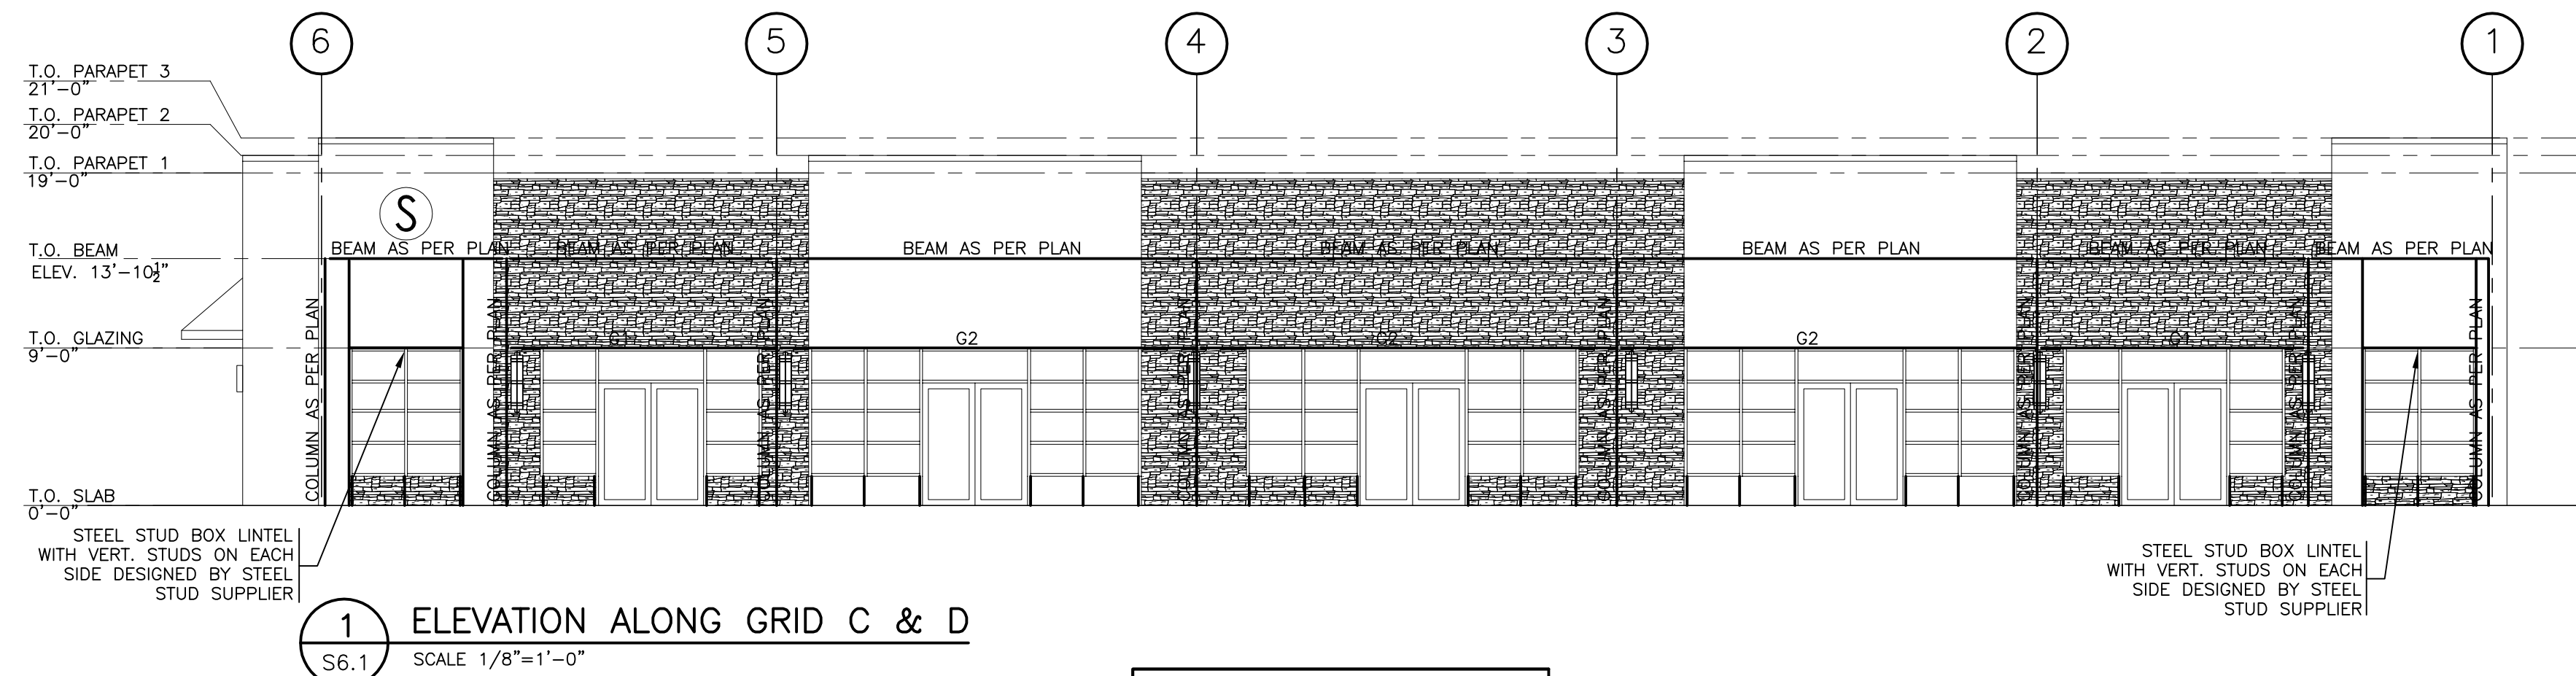 6
5
4
3
2
1
T.O. PARAPET 3
21'-0"
T.O. PARAPET 2
20'-0"
T.O. PARAPET 1
19'-0"
S
T.O. BEAM
ELEV. 13'-10½"
BEAM AS PER PLAN
BEAM AS PER PLAN
BEAM AS PER PLAN
BEAM AS PER PLAN
BEAM AS PER PLAN
BEAM AS PER PLAN
BEAM AS PER PLAN
T.O. GLAZING
9'-0"
G1
G2
G2
G2
G1
COLUMN AS PER PLAN
COLUMN AS PER PLAN
COLUMN AS PER PLAN
COLUMN AS PER PLAN
COLUMN AS PER PLAN
COLUMN AS PER PLAN
COLUMN AS PER PLAN
COLUMN AS PER PLAN
T.O. SLAB
0'-0"
STEEL STUD BOX LINTEL
WITH VERT. STUDS ON EACH
SIDE DESIGNED BY STEEL
STUD SUPPLIER
STEEL STUD BOX LINTEL
WITH VERT. STUDS ON EACH
SIDE DESIGNED BY STEEL
STUD SUPPLIER
1
S6.1
ELEVATION ALONG GRID C & D
SCALE 1/8"=1'-0"